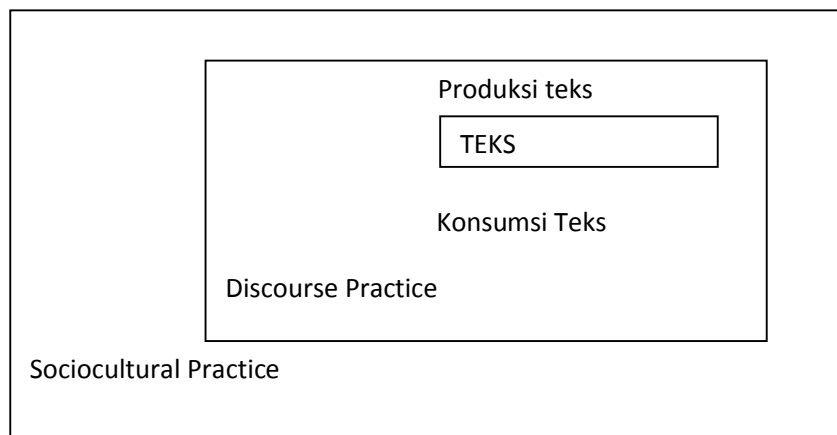 Produksi teks
TEKS
Konsumsi Teks
Discourse Practice
Sociocultural Practice